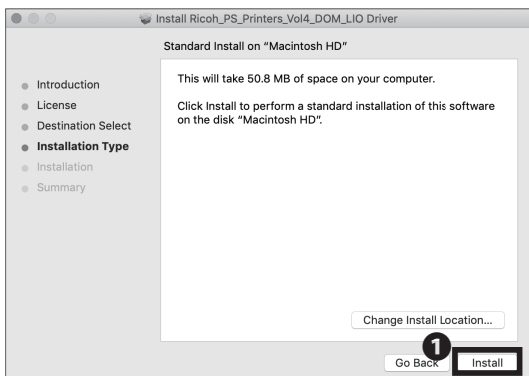 Install Ricoh_PS_Printers_Vol4_DOM_LIO Driver
Standard Install on "Macintosh HD"
Introduction
License
Destination Select
Installation Type
Installation
Summary
This will take 50.8 MB of space on your computer.
Click Install to perform a standard installation of this software
on the disk "Macintosh HD".
Change Install Location...
1
Go Back
Install